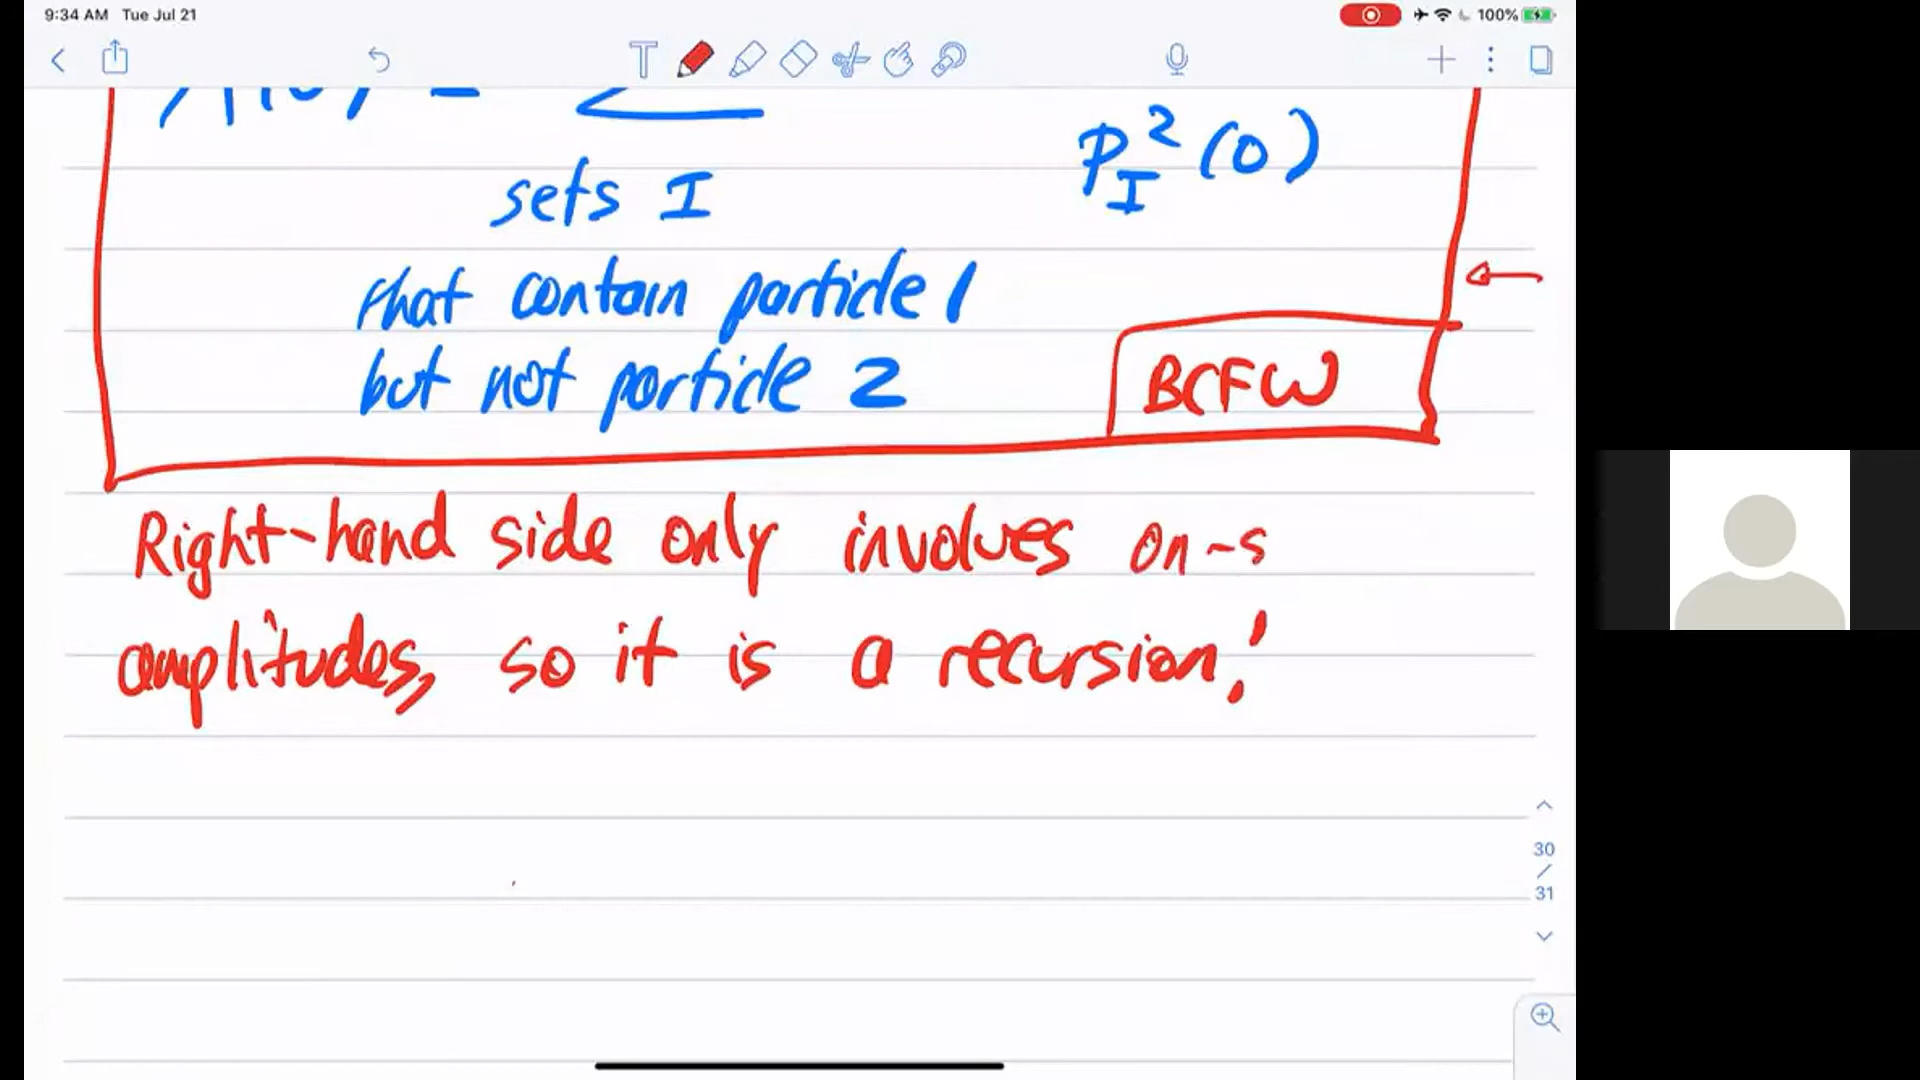 9:34 AM Tue Jul 21
100%
P_I^2(0)
sets I
that contain particle 1
but not particle 2
BCFW
Right-hand side only involves on-s
amplitudes, so it is a recursion!
30
/
31